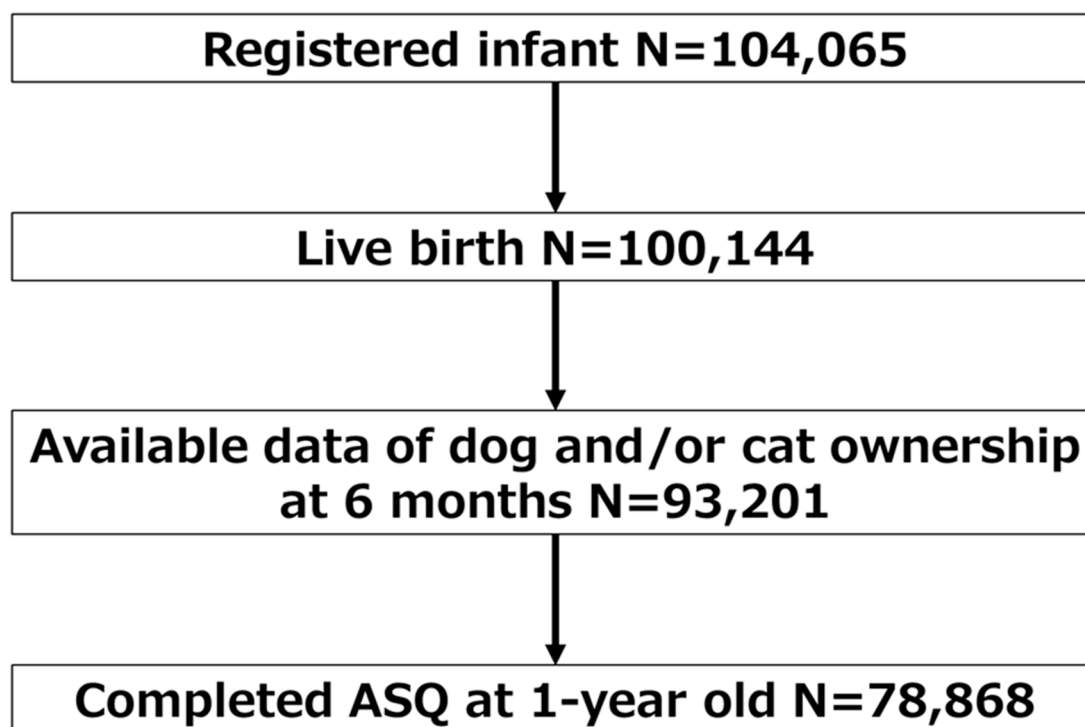 Registered infant N=104,065
Live birth N=100,144
Available data of dog and/or cat ownership
at 6 months N=93,201
Completed ASQ at 1-year old N=78,868